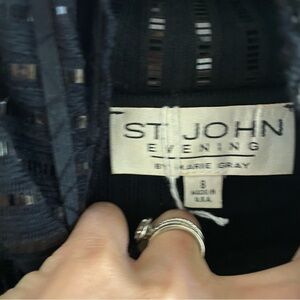 ST. JOHN
EVENING
BY MARIE GRAY
8
MADE IN
U.S.A.